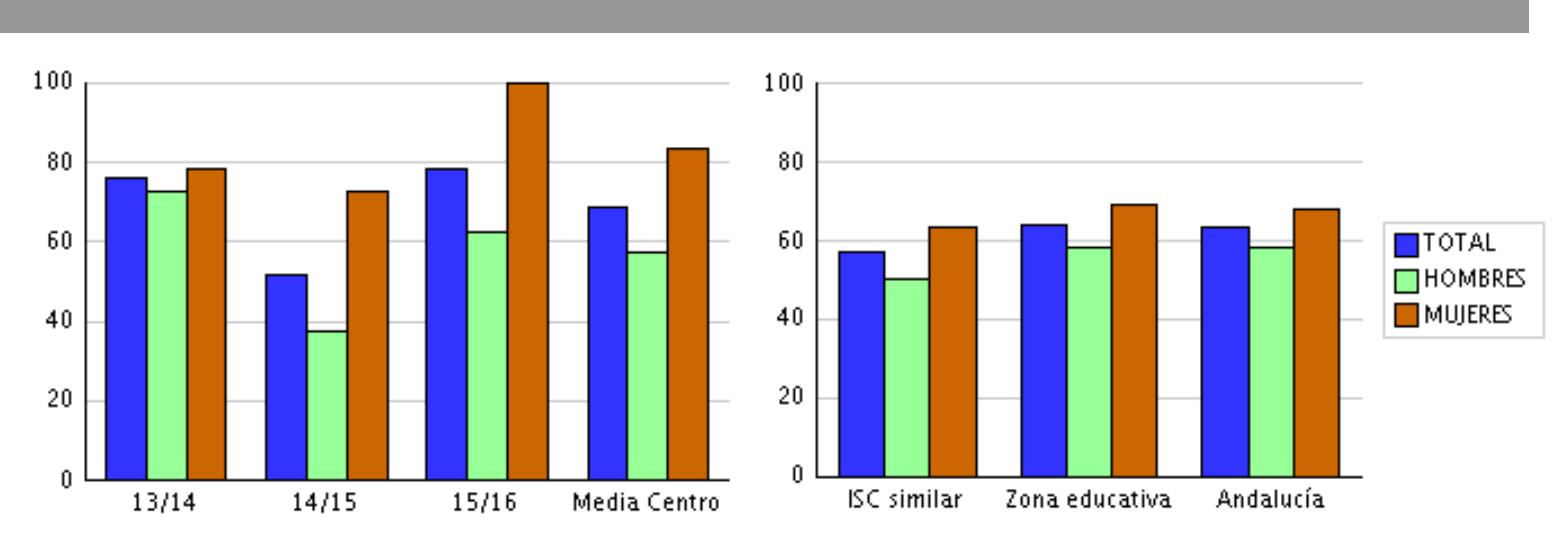 100
80
60
40
20
0
13/14 14/15 15/16 Media Centro
100
80
60
40
20
0
ISC similar Zona educativa Andalucía
TOTAL
HOMBRES
MUJERES